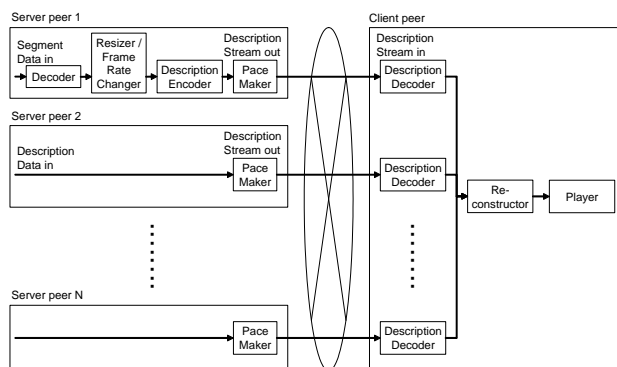 Server peer 1
Segment
Data in
Decoder
Resizer /
Frame
Rate
Changer
Description
Encoder
Description
Stream out
Pace
Maker
Server peer 2
Description
Data in
Description
Stream out
Pace
Maker
Server peer N
Pace
Maker
Client peer
Description
Stream in
Description
Decoder
Description
Decoder
Description
Decoder
Re-
constructor
Player